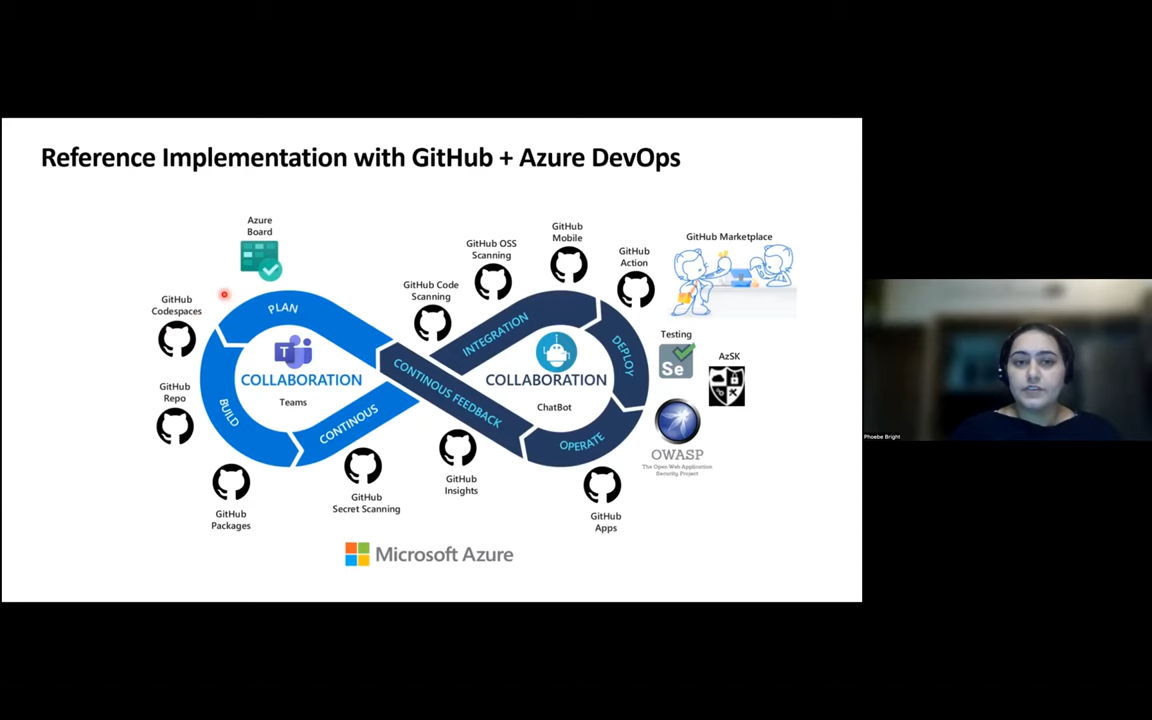 Reference Implementation with GitHub + Azure DevOps
Azure
Board
GitHub
Codespaces
GitHub
Repo
GitHub
Packages
PLAN
BUILD
CONTINOUS
T
COLLABORATION
Teams
GitHub
Secret Scanning
GitHub Code
Scanning
GitHub OSS
Scanning
GitHub
Mobile
GitHub
Action
GitHub Marketplace
INTEGRATION
DEPLOY
OPERATE
CONTINOUS FEEDBACK
COLLABORATION
ChatBot
GitHub
Insights
GitHub
Apps
Testing
Se
AzSK
OWASP
The Open Web Application
Security Project
Microsoft Azure
Phoebe Bright